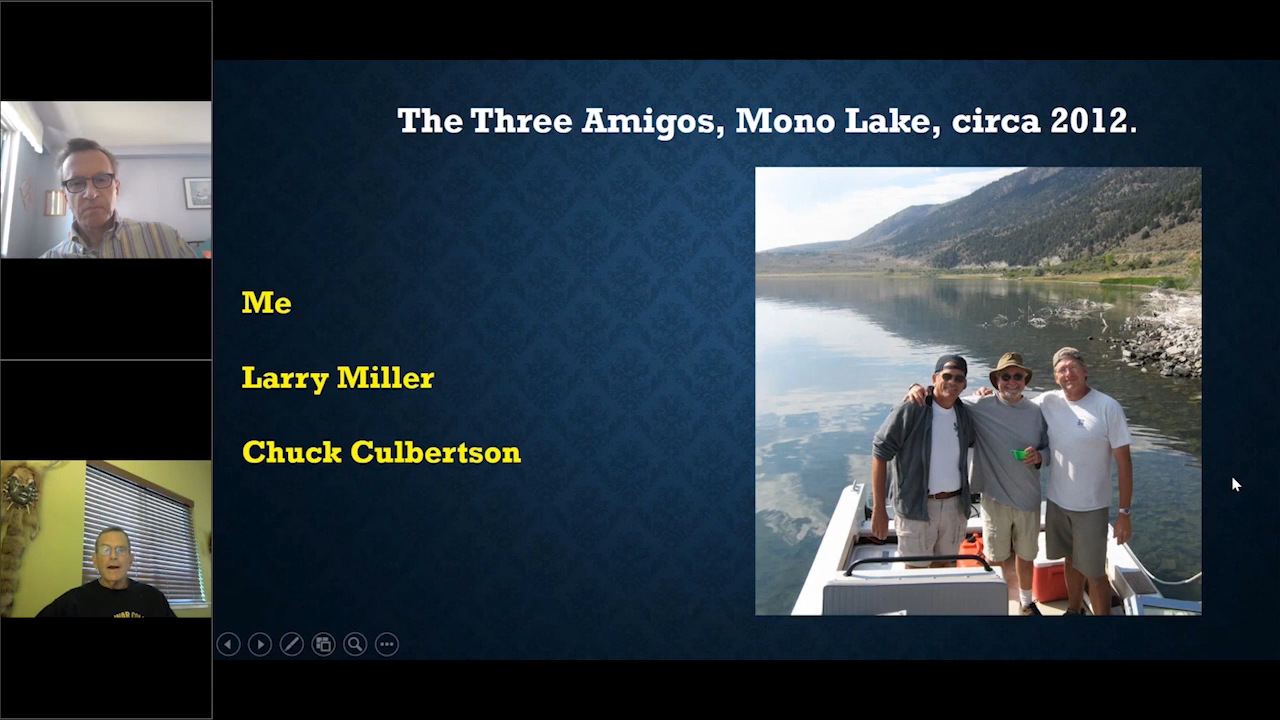 The Three Amigos, Mono Lake, circa 2012.
Me
Larry Miller
Chuck Culbertson